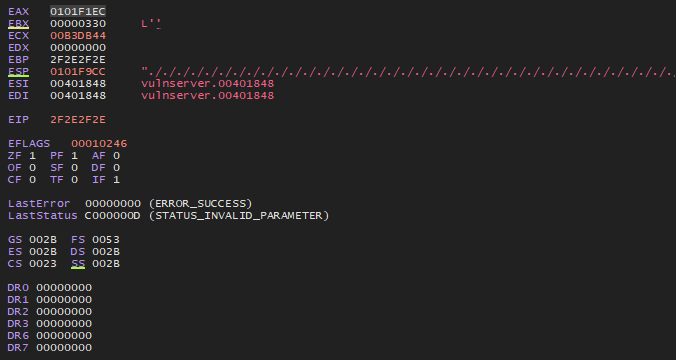 EAX 0101F1EC
EBX 00000330 L'İ'
ECX 00B3DB44
EDX 00000000
EBP 2F2E2F2E
ESP 0101F9CC "././././././././././././././././././././././././././././././././././././././.
ESI 00401848 vulnserver.00401848
EDI 00401848 vulnserver.00401848
EIP 2F2E2F2E
EFLAGS 00010246
ZF 1 PF 1 AF 0
OF 0 SF 0 DF 0
CF 0 TF 0 IF 1
LastError 00000000 (ERROR_SUCCESS)
LastStatus C000000D (STATUS_INVALID_PARAMETER)
GS 002B FS 0053
ES 002B DS 002B
CS 0023 SS 002B
DR0 00000000
DR1 00000000
DR2 00000000
DR3 00000000
DR6 00000000
DR7 00000000